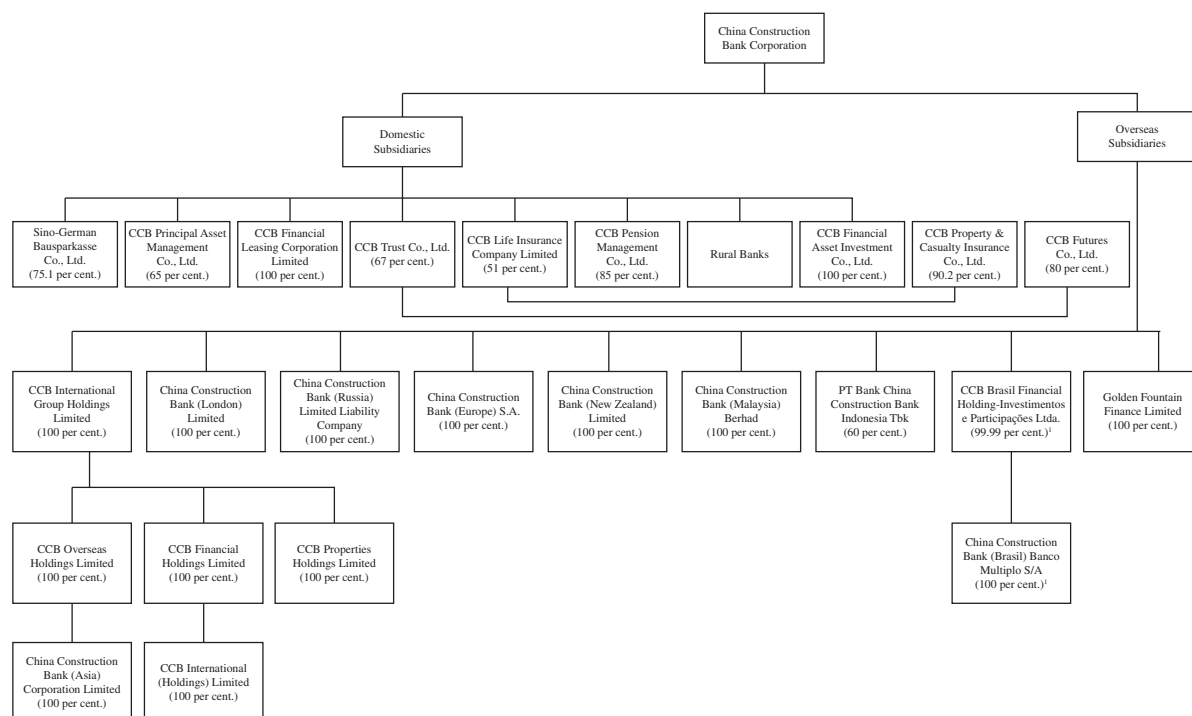 China Construction
Bank Corporation
Domestic
Subsidiaries
Overseas
Subsidiaries
Sino-German
Bausparkasse
Co., Ltd.
(75.1 per cent.)
CCB Principal Asset
Management
Co., Ltd.
(65 per cent.)
CCB Financial
Leasing Corporation
Limited
(100 per cent.)
CCB Trust Co., Ltd.
(67 per cent.)
CCB Life Insurance
Company Limited
(51 per cent.)
CCB Pension
Management
Co., Ltd.
(85 per cent.)
Rural Banks
CCB Financial
Asset Investment
Co., Ltd.
(100 per cent.)
CCB Property &
Casualty Insurance
Co., Ltd.
(90.2 per cent.)
CCB Futures
Co., Ltd.
(80 per cent.)
CCB International
Group Holdings
Limited
(100 per cent.)
China Construction
Bank (London)
Limited
(100 per cent.)
China Construction
Bank (Russia)
Limited Liability
Company
(100 per cent.)
China Construction
Bank (Europe) S.A.
(100 per cent.)
China Construction
Bank (New Zealand)
Limited
(100 per cent.)
China Construction
Bank (Malaysia)
Berhad
(100 per cent.)
PT Bank China
Construction Bank
Indonesia Tbk
(60 per cent.)
CCB Brasil Financial
Holding-Investimentos
e Participações Ltda.
(99.99 per cent.)¹
Golden Fountain
Finance Limited
(100 per cent.)
CCB Overseas
Holdings Limited
(100 per cent.)
CCB Financial
Holdings Limited
(100 per cent.)
CCB Properties
Holdings Limited
(100 per cent.)
China Construction
Bank (Brasil) Banco
Multiplo S/A
(100 per cent.)¹
China Construction
Bank (Asia)
Corporation Limited
(100 per cent.)
CCB International
(Holdings) Limited
(100 per cent.)